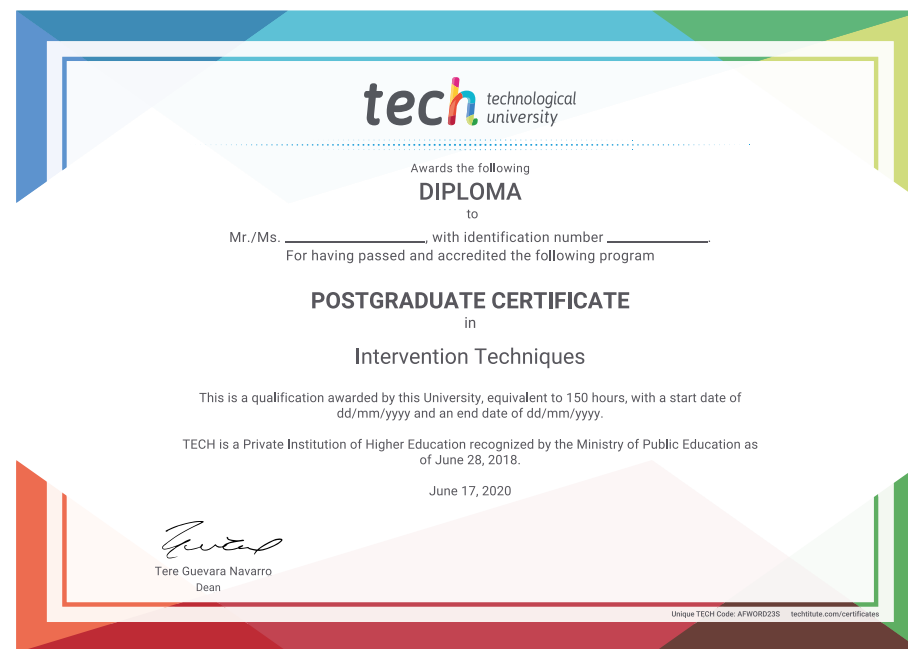 tech technological
university
Awards the following
DIPLOMA
to
Mr./Ms. ____________________, with identification number ______________.
For having passed and accredited the following program
POSTGRADUATE CERTIFICATE
in
Intervention Techniques
This is a qualification awarded by this University, equivalent to 150 hours, with a start date of
dd/mm/yyyy and an end date of dd/mm/yyyy.
TECH is a Private Institution of Higher Education recognized by the Ministry of Public Education as
of June 28, 2018.
June 17, 2020
Tere Guevara Navarro
Dean
Unique TECH Code: AFWORD23S techtitute.com/certificates